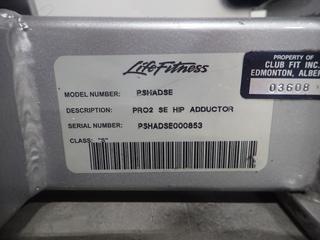 LifeFitness
MODEL NUMBER: PSHADSE
DESCRIPTION: PRO2 SE HIP ADDUCTOR
SERIAL NUMBER: PSHADSE000853
CLASS: "S"
PROPERTY OF
CLUB FIT INC.
EDMONTON, ALBER
03608